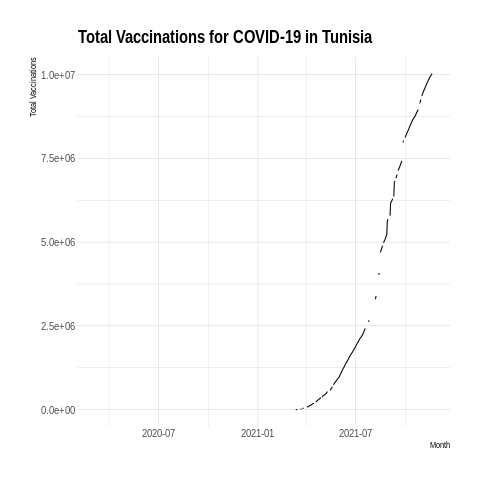 Total Vaccinations for COVID-19 in Tunisia
Total Vaccinations
1.0e+07
7.5e+06
5.0e+06
2.5e+06
0.0e+00
2020-07
2021-01
2021-07
Month